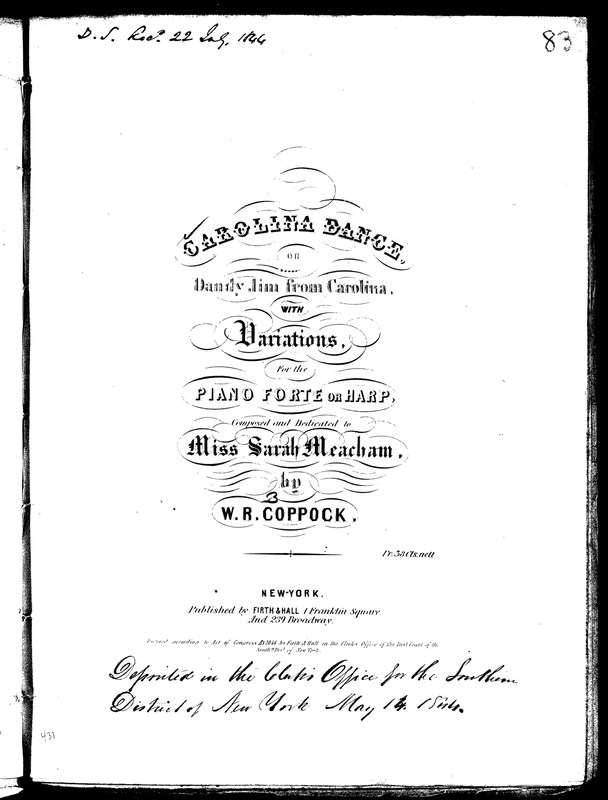 D. S. Recd. 22 July, 1844
83
CAROLINA DANCE,
OR
Dandy Jim from Carolina,
WITH
Variations,
For the
PIANO FORTE OR HARP,
Composed and Dedicated to
Miss Sarah Meacham,
by
B
W. R. COPPOCK.
Pr. 38 Cts. nett
NEW-YORK.
Published by FIRTH & HALL 1 Franklin Square
And 239 Broadway.
Entered according to Act of Congress AD 1844 by Firth & Hall in the Clerks Office of the Dist. Court of the
Southn. Dist. of New York.
Deposited in the Clerks Office for the Southern
District of New York May 14. 1844.
431